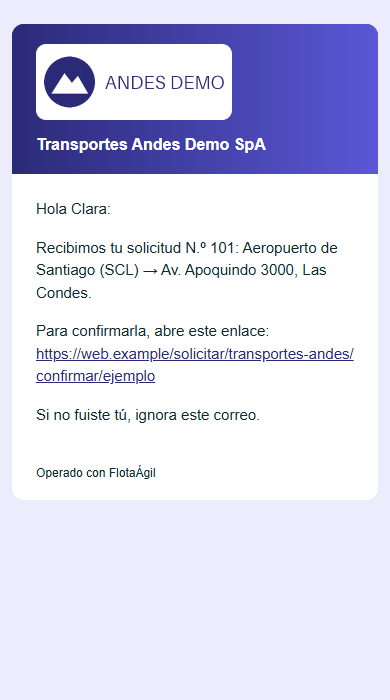 ANDES DEMO
Transportes Andes Demo SpA
Hola Clara:
Recibimos tu solicitud N.º 101: Aeropuerto de
Santiago (SCL) → Av. Apoquindo 3000, Las
Condes.
Para confirmarla, abre este enlace:
https://web.example/solicitar/transportes-andes/
confirmar/ejemplo
Si no fuiste tú, ignora este correo.
Operado con FlotaÁgil